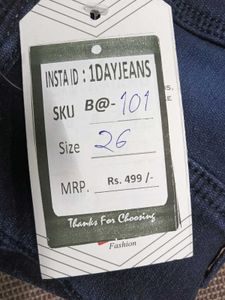 INSTA ID : 1DAYJEANS
SKU B@-101
Size 26
MRP. Rs. 499 /-
Thanks For Choosing
Fashion